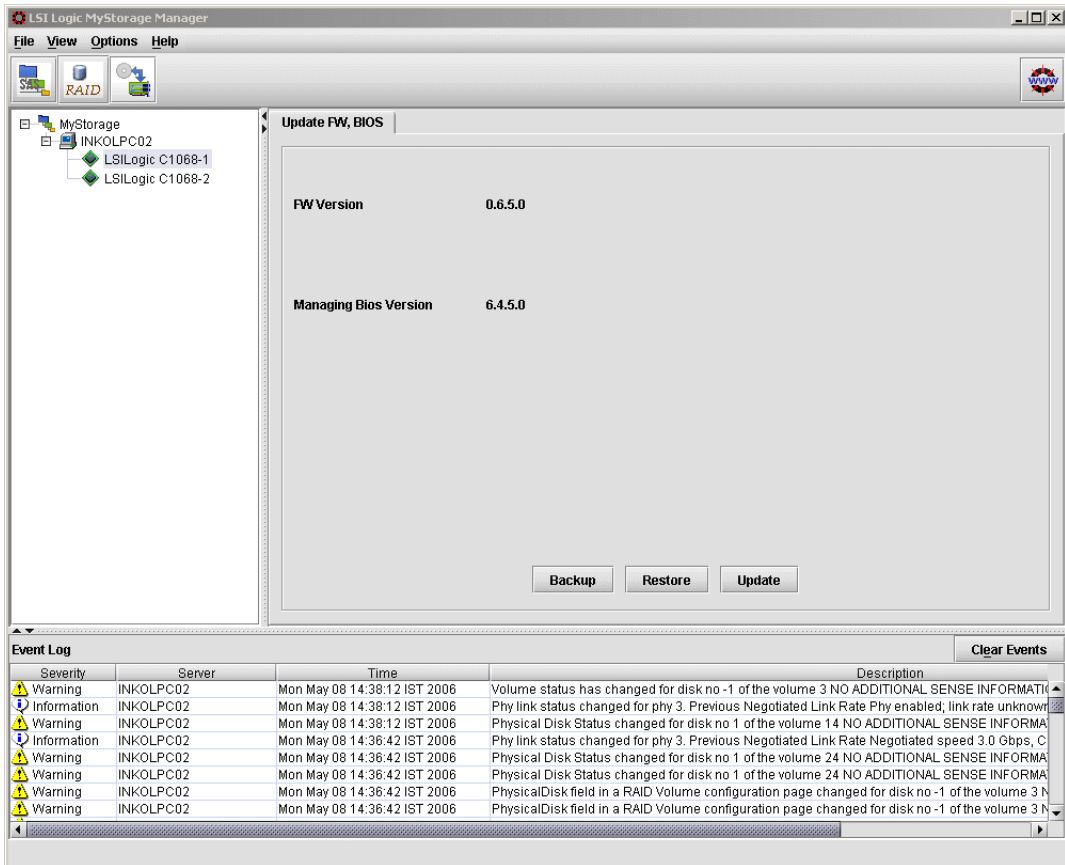 LSI Logic MyStorage Manager
File View Options Help
SAS RAID WWW
MyStorage
INKOLPC02
LSILogic C1068-1
LSILogic C1068-2
Update FW, BIOS
FW Version 0.6.5.0
Managing Bios Version 6.4.5.0
Backup Restore Update
Event Log Clear Events
Severity Server Time Description
Warning INKOLPC02 Mon May 08 14:38:12 IST 2006 Volume status has changed for disk no -1 of the volume 3 NO ADDITIONAL SENSE INFORMATI
Information INKOLPC02 Mon May 08 14:38:12 IST 2006 Phy link status changed for phy 3. Previous Negotiated Link Rate Phy enabled; link rate unknown
Warning INKOLPC02 Mon May 08 14:38:12 IST 2006 Physical Disk Status changed for disk no 1 of the volume 14 NO ADDITIONAL SENSE INFORMA
Information INKOLPC02 Mon May 08 14:36:42 IST 2006 Phy link status changed for phy 3. Previous Negotiated Link Rate Negotiated speed 3.0 Gbps, C
Warning INKOLPC02 Mon May 08 14:36:42 IST 2006 Physical Disk Status changed for disk no 1 of the volume 24 NO ADDITIONAL SENSE INFORMA
Warning INKOLPC02 Mon May 08 14:36:42 IST 2006 Physical Disk Status changed for disk no 1 of the volume 24 NO ADDITIONAL SENSE INFORMA
Warning INKOLPC02 Mon May 08 14:36:42 IST 2006 PhysicalDisk field in a RAID Volume configuration page changed for disk no -1 of the volume 3 N
Warning INKOLPC02 Mon May 08 14:36:42 IST 2006 PhysicalDisk field in a RAID Volume configuration page changed for disk no -1 of the volume 3 N